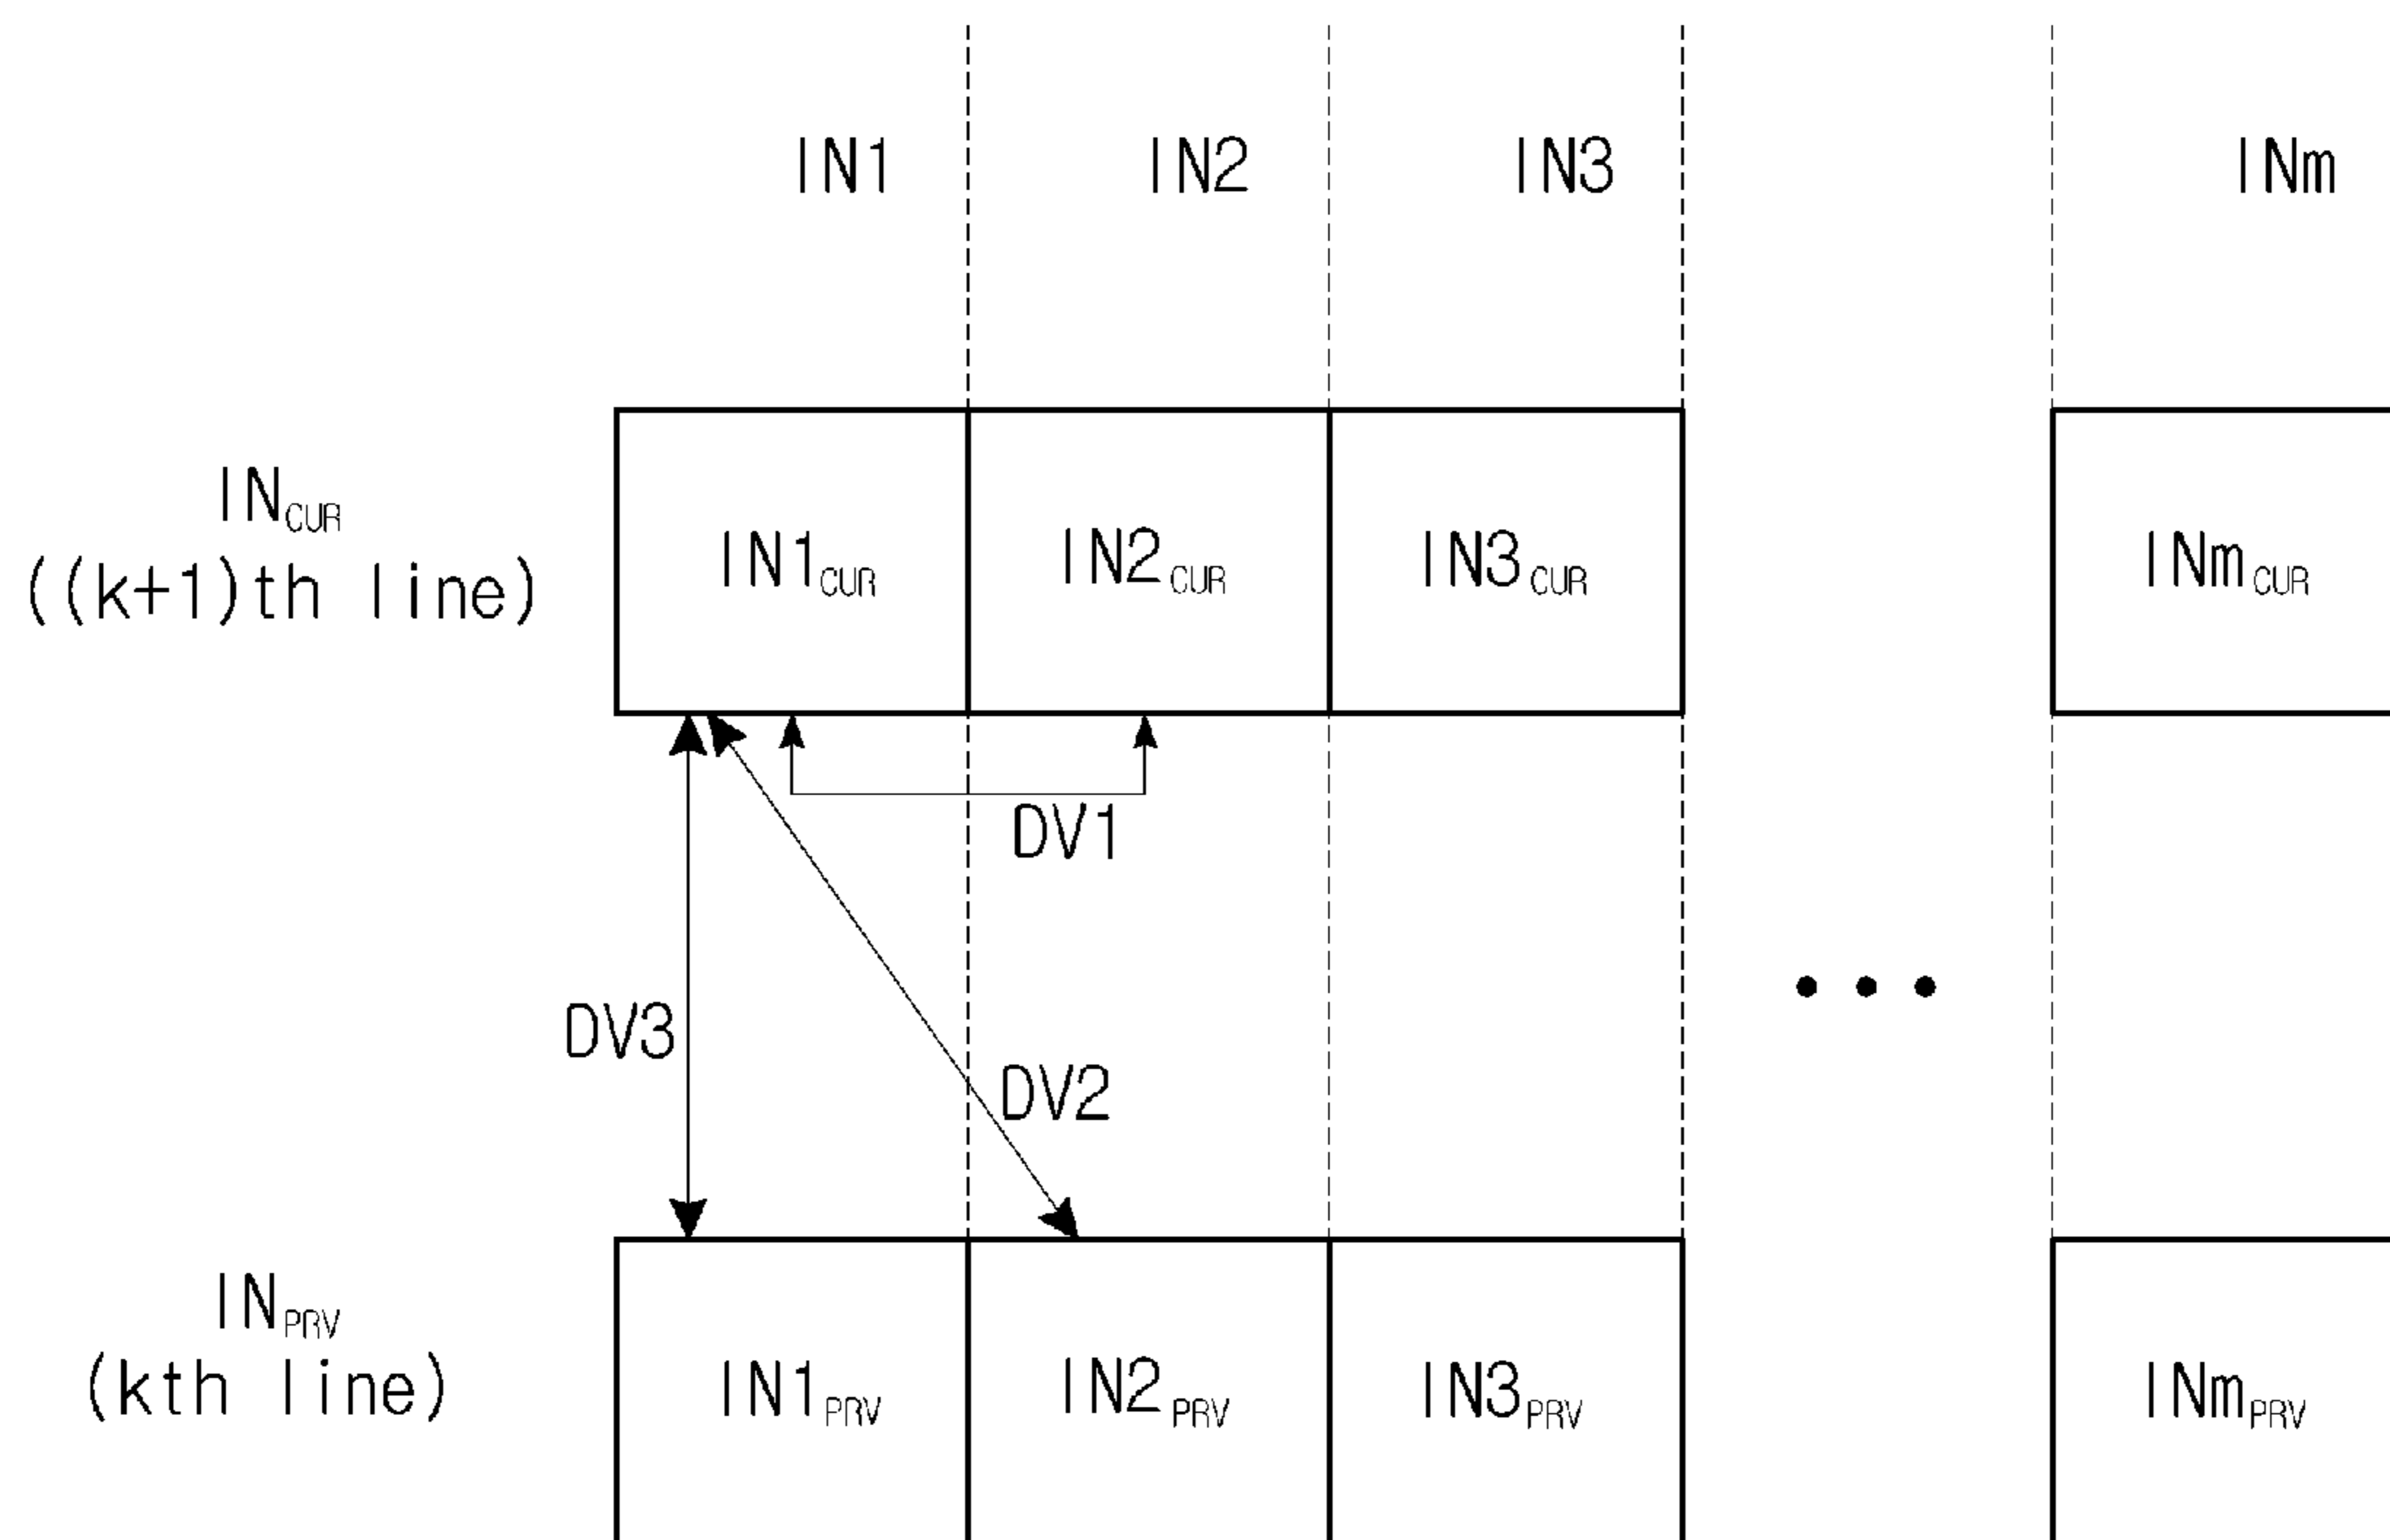 IN1 IN2 IN3 INm
INCUR
((k+1)th line)
IN1CUR IN2CUR IN3CUR INmCUR
DV1
DV3
DV2
INPRV
(kth line)
IN1PRV IN2PRV IN3PRV INmPRV